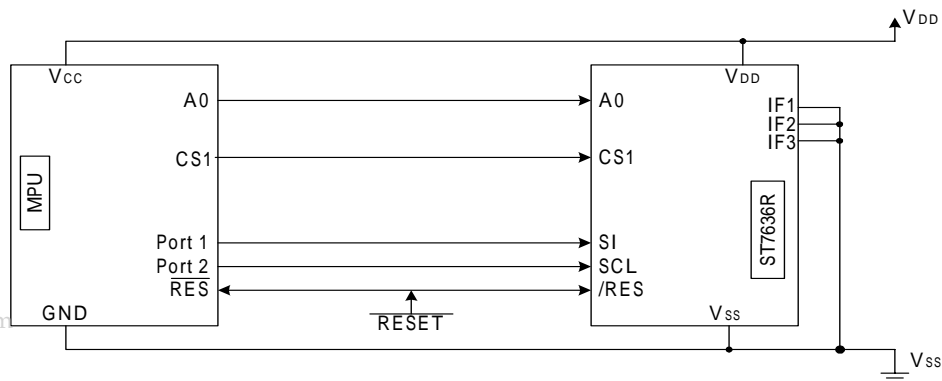 VDD
VCC
VDD
A0
A0
IF1
IF2
IF3
CS1
CS1
MPU
ST7636R
Port 1
SI
Port 2
SCL
RES
/RES
GND
RESET
VSS
VSS